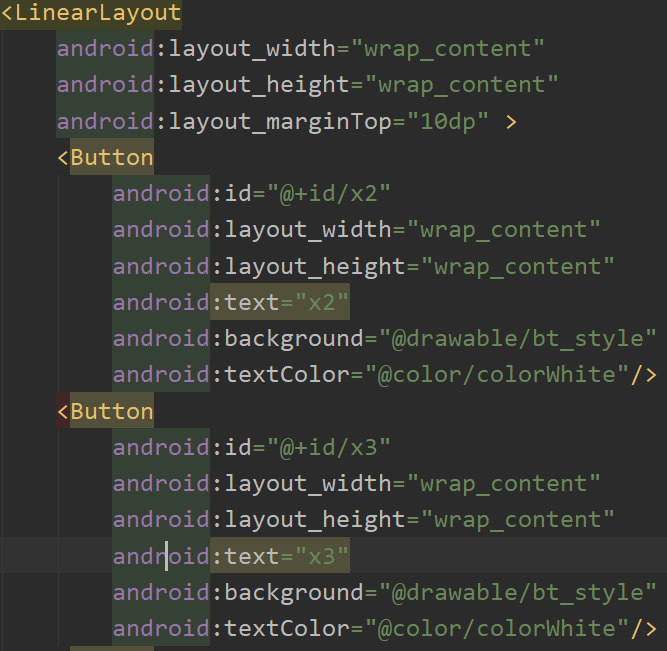 <LinearLayout
android:layout_width="wrap_content"
android:layout_height="wrap_content"
android:layout_marginTop="10dp" >
<Button
android:id="@+id/x2"
android:layout_width="wrap_content"
android:layout_height="wrap_content"
android:text="x2"
android:background="@drawable/bt_style"
android:textColor="@color/colorWhite"/>
<Button
android:id="@+id/x3"
android:layout_width="wrap_content"
android:layout_height="wrap_content"
android:text="x3"
android:background="@drawable/bt_style"
android:textColor="@color/colorWhite"/>